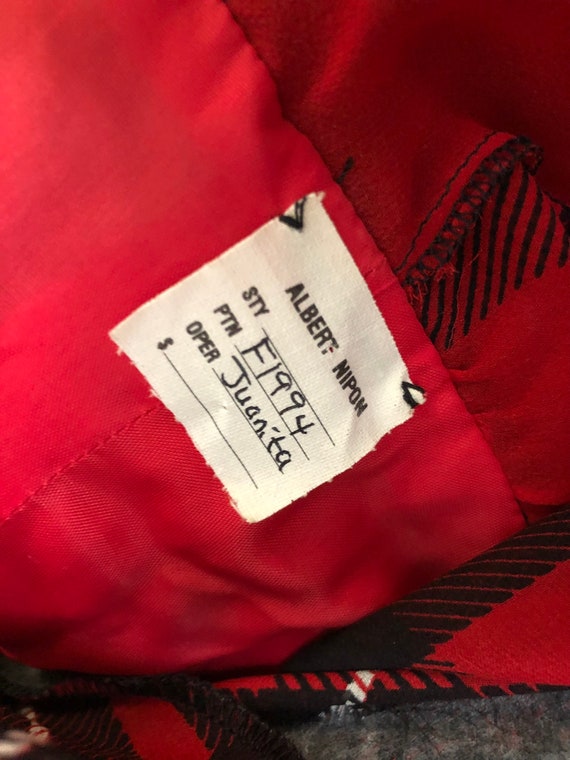 ALBERT NIPON
STY F1994
PTN Juanita
OPER
$